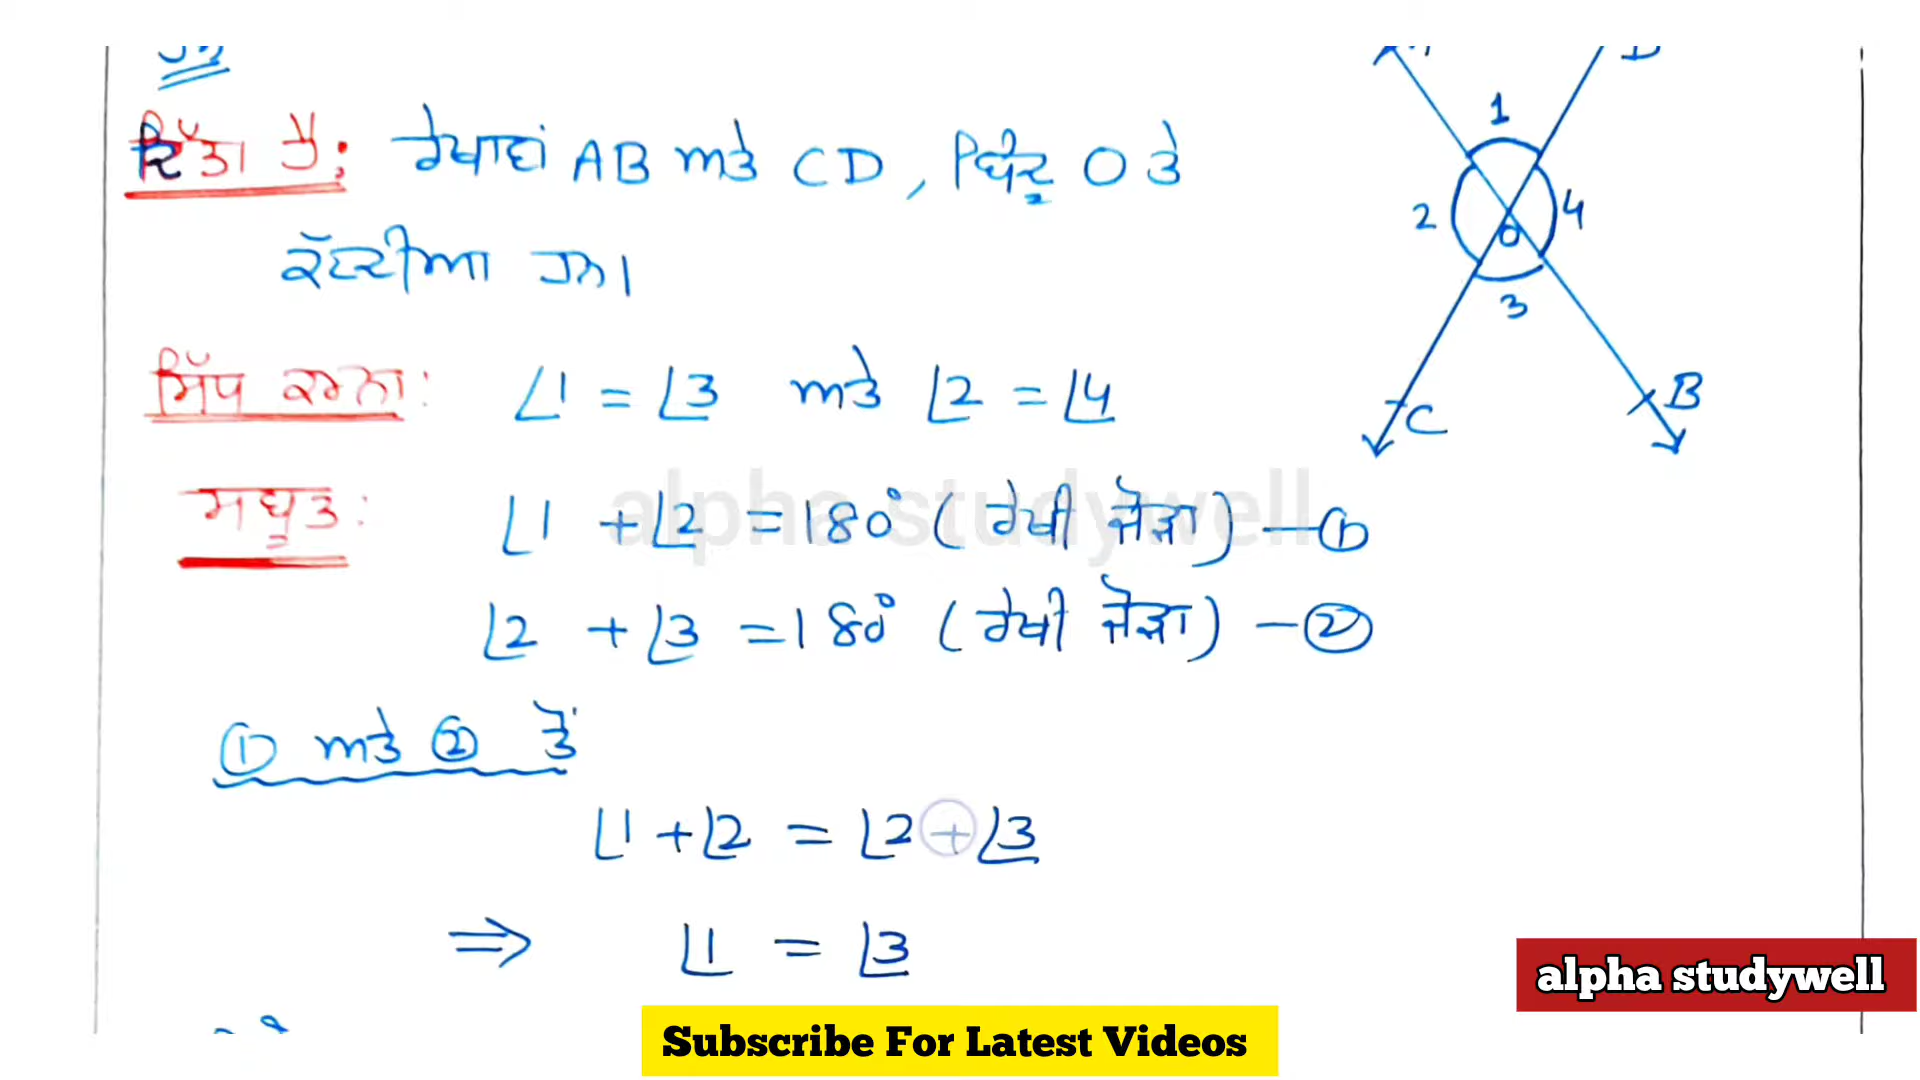 ਦਿੱਤਾ ਹੈ: ਰੇਖਾਵਾਂ AB ਅਤੇ CD, ਬਿੰਦੂ O ਤੇ
ਕੱਟਦੀਆ ਹਨ।
ਸਿੱਧ ਕਰਨਾ: ∠1 = ∠3 ਅਤੇ ∠2 = ∠4
ਸਬੂਤ: ∠1 + ∠2 = 180° (ਰੇਖੀ ਜੋੜਾ) — ①
∠2 + ∠3 = 180° (ਰੇਖੀ ਜੋੜਾ) — ②
① ਅਤੇ ② ਤੋਂ
∠1 + ∠2 = ∠2 + ∠3
⇒ ∠1 = ∠3
1
2
4
O
3
C
B
alpha studywell
alpha studywell
Subscribe For Latest Videos